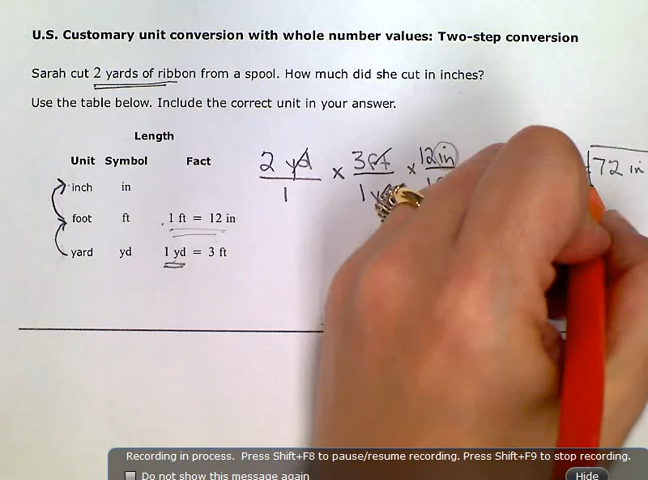 U.S. Customary unit conversion with whole number values: Two-step conversion
Sarah cut 2 yards of ribbon from a spool. How much did she cut in inches?
Use the table below. Include the correct unit in your answer.
Length
Unit Symbol Fact
inch in
foot ft 1 ft = 12 in
yard yd 1 yd = 3 ft
2 yd × 3 ft × 12 in
1 1
72 in
Recording in process. Press Shift+F8 to pause/resume recording. Press Shift+F9 to stop recording.
Do not show this message again
Hide